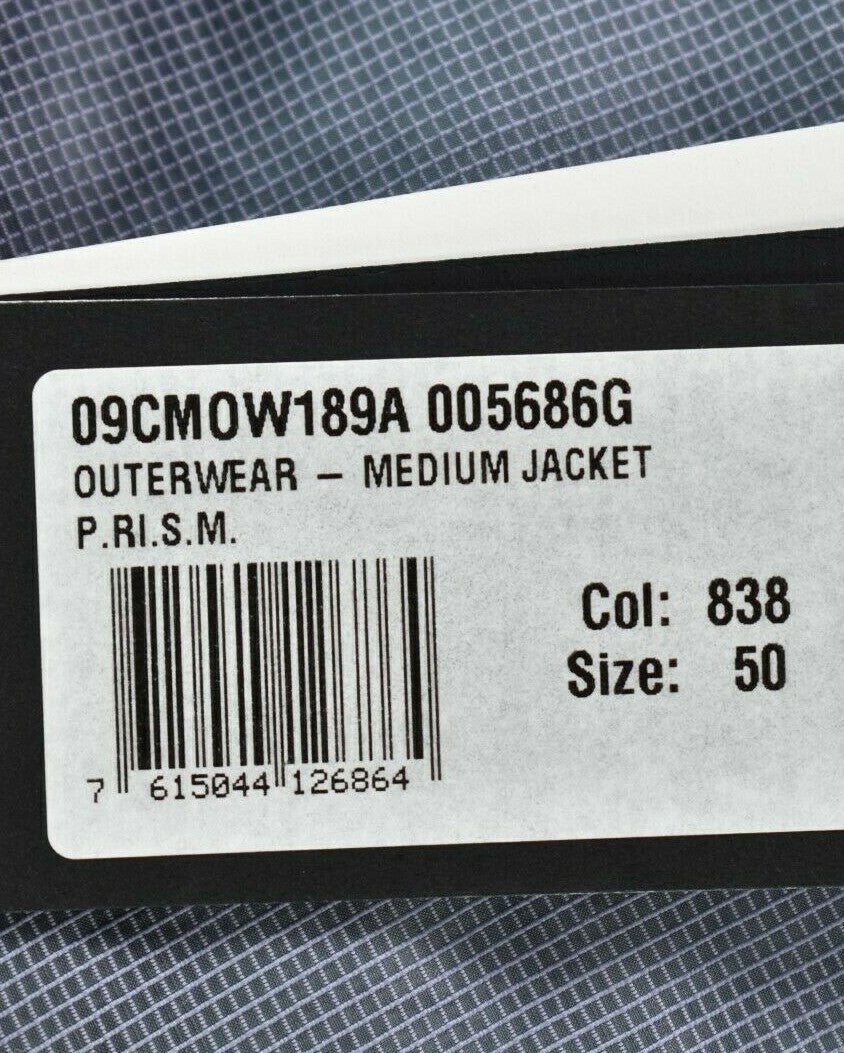 09CMOW189A 005686G
OUTERWEAR – MEDIUM JACKET
P.RI.S.M.
Col: 838
Size: 50
7 615044 126864